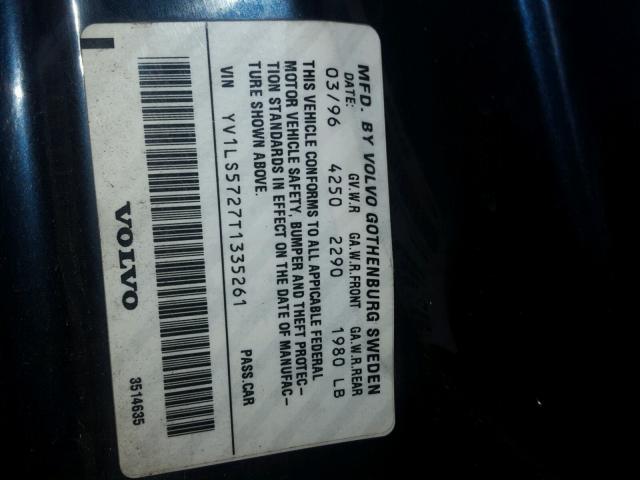 MFD. BY VOLVO GOTHENBURG SWEDEN
DATE: GV.W.R GA.W.R.FRONT GA.W.R.REAR
03/96 4250 2290 1980 LB
THIS VEHICLE CONFORMS TO ALL APPLICABLE FEDERAL
MOTOR VEHICLE SAFETY, BUMPER AND THEFT PROTEC-
TION STANDARDS IN EFFECT ON THE DATE OF MANUFAC-
TURE SHOWN ABOVE.
VIN YV1LS5727T1335261 PASS.CAR
VOLVO 3514635